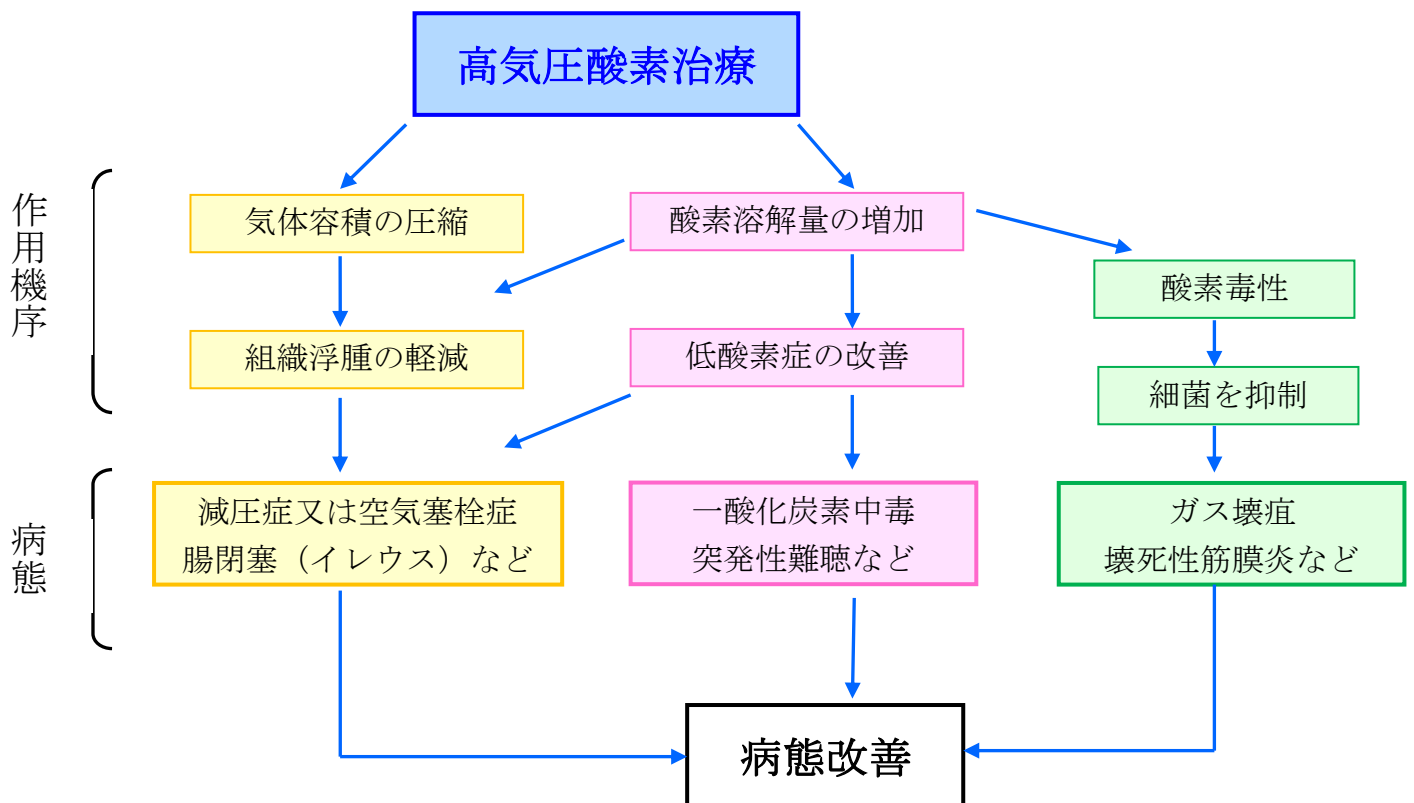 高気圧酸素治療
作用機序
気体容積の圧縮
酸素溶解量の増加
酸素毒性
組織浮腫の軽減
低酸素症の改善
細菌を抑制
病態
減圧症又は空気塞栓症
腸閉塞（イレウス）など
一酸化炭素中毒
突発性難聴など
ガス壊疽
壊死性筋膜炎など
病態改善